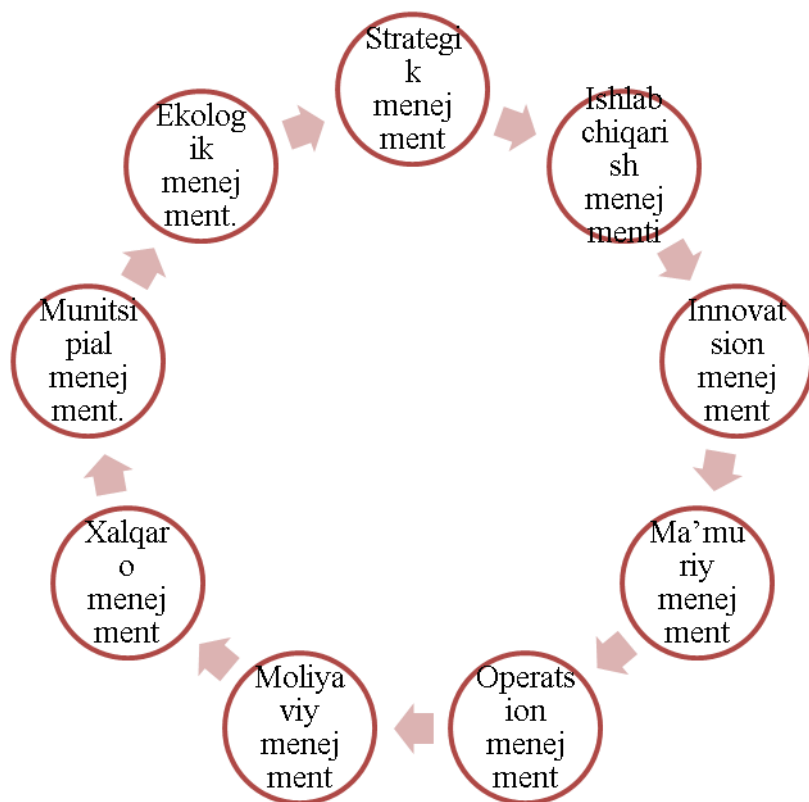 Strategi
k
menej
ment
Ishlab
chiqari
sh
menej
menti
Innovat
sion
menej
ment
Ma’mu
riy
menej
ment
Operats
ion
menej
ment
Moliya
viy
menej
ment
Xalqar
o
menej
ment
Munitsi
pial
menej
ment.
Ekolog
ik
menej
ment.